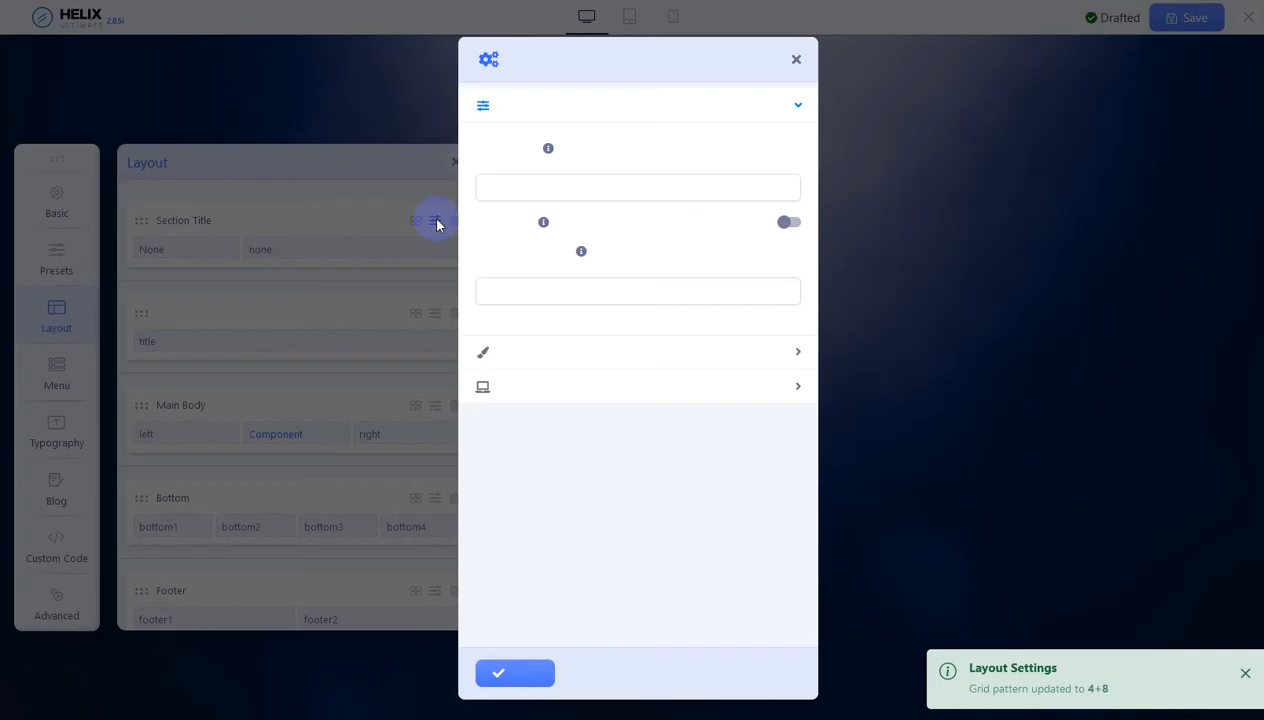 HELIX
ULTIMATE 2.0.5i
Drafted
Save
Layout
Basic
Section Title
None
none
Presets
Layout
title
Menu
Main Body
left
Component
right
Typography
Blog
Bottom
bottom1
bottom2
bottom3
bottom4
Custom Code
Footer
Advanced
footer1
footer2
Layout Settings
Grid pattern updated to 4+8